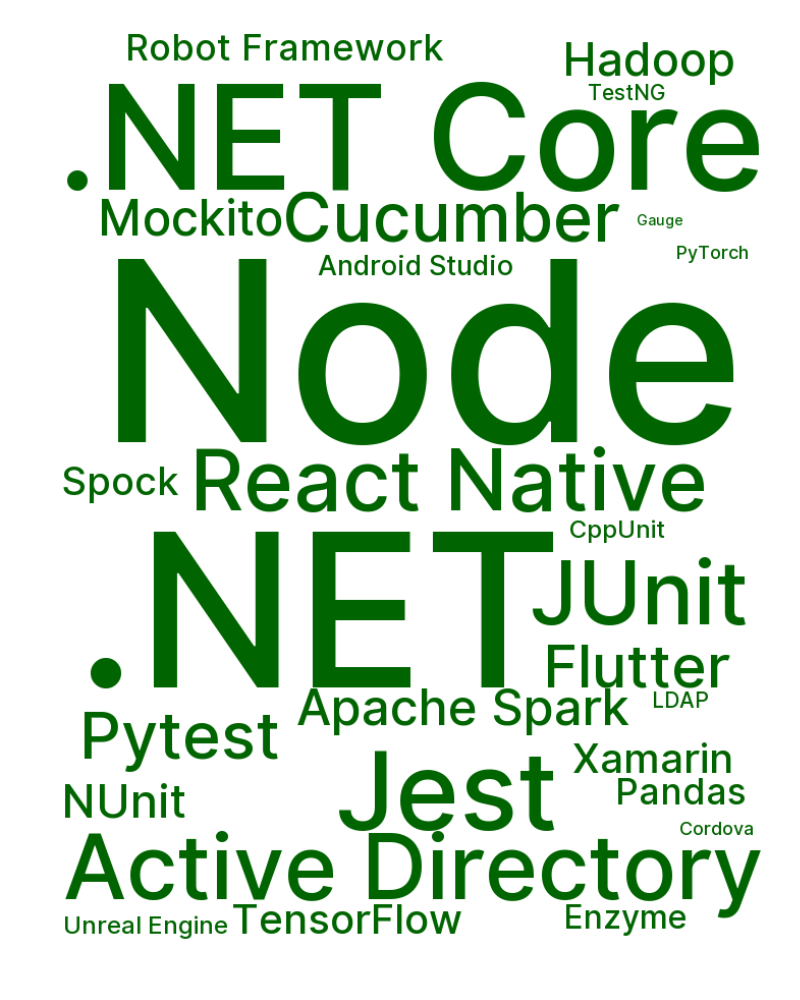 Robot Framework
Hadoop
TestNG
.NET Core
Mockito
Cucumber
Gauge
PyTorch
Android Studio
Node
Spock
React Native
CppUnit
.NET
JUnit
Flutter
LDAP
Apache Spark
Pytest
Xamarin
Pandas
NUnit
Jest
Cordova
Active Directory
Unreal Engine
TensorFlow
Enzyme